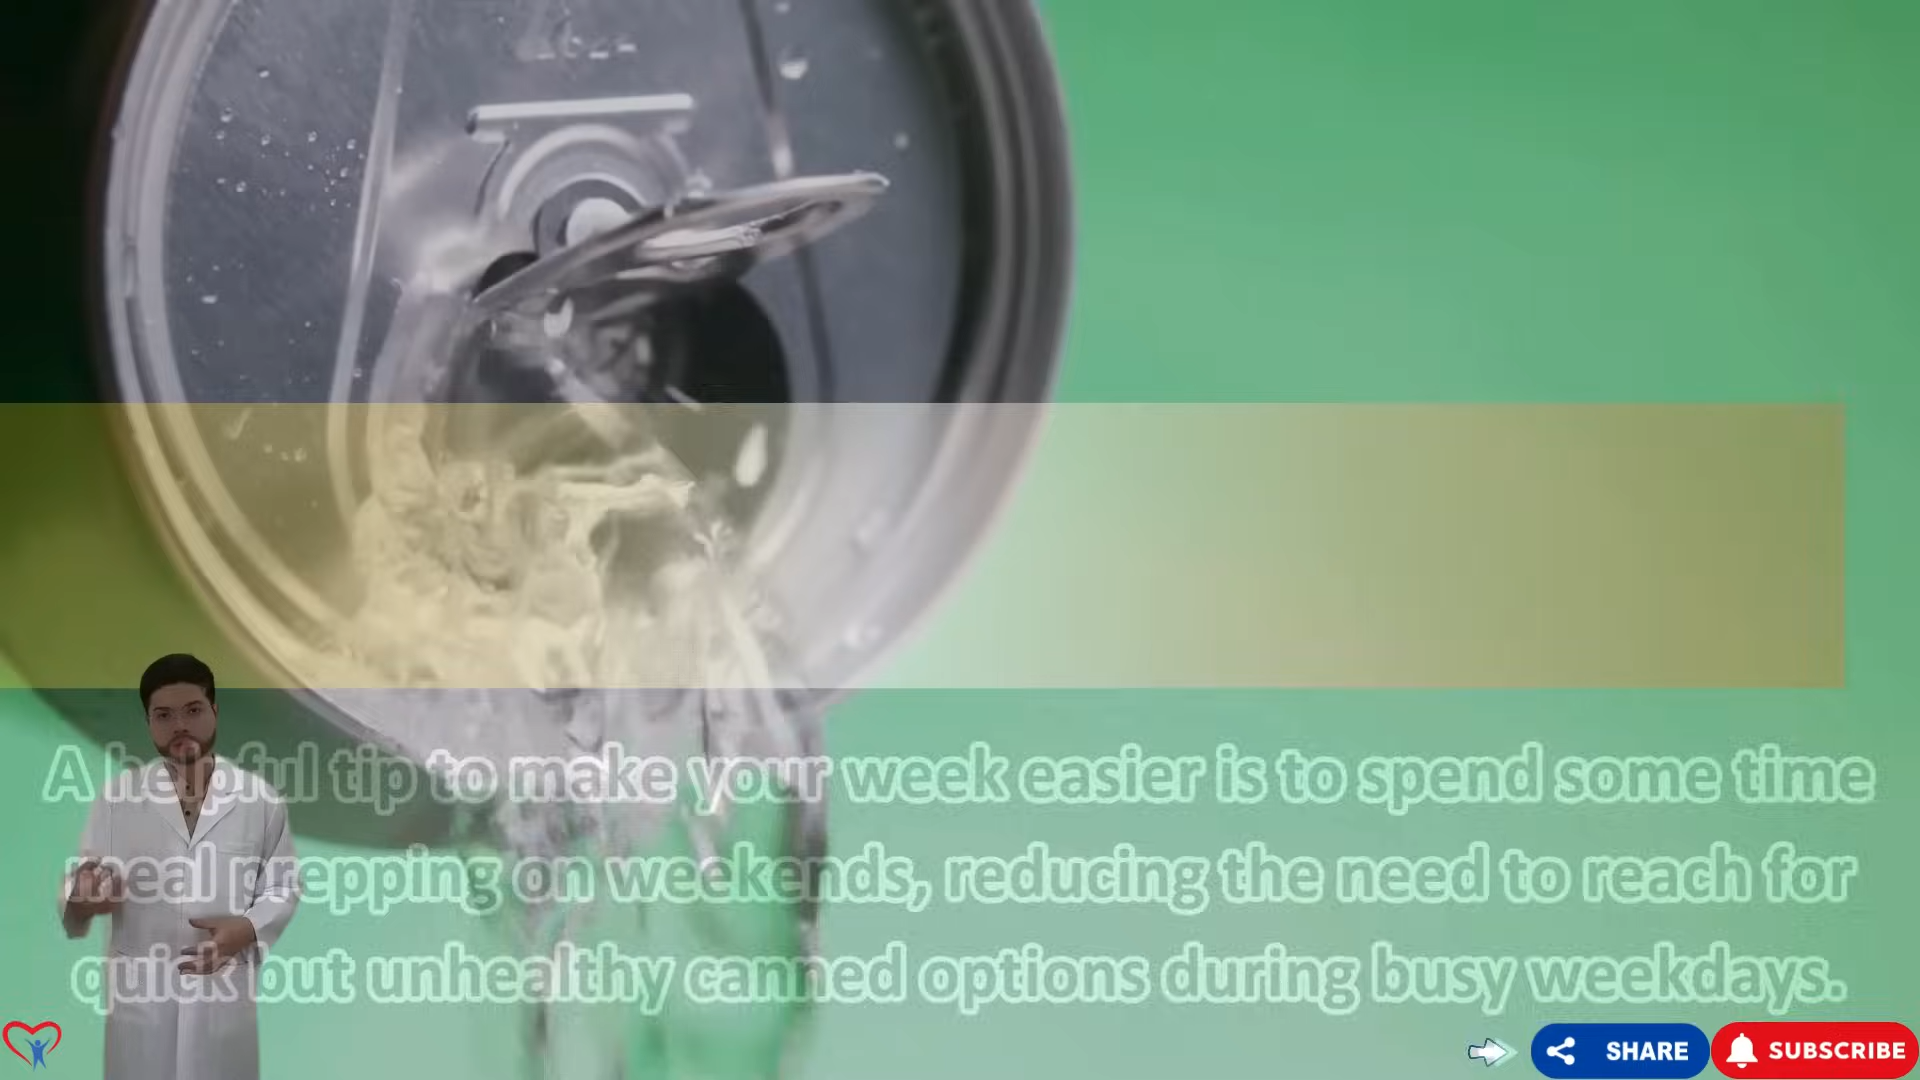 A helpful tip to make your week easier is to spend some time
meal prepping on weekends, reducing the need to reach for
quick but unhealthy canned options during busy weekdays.
SHARE
SUBSCRIBE